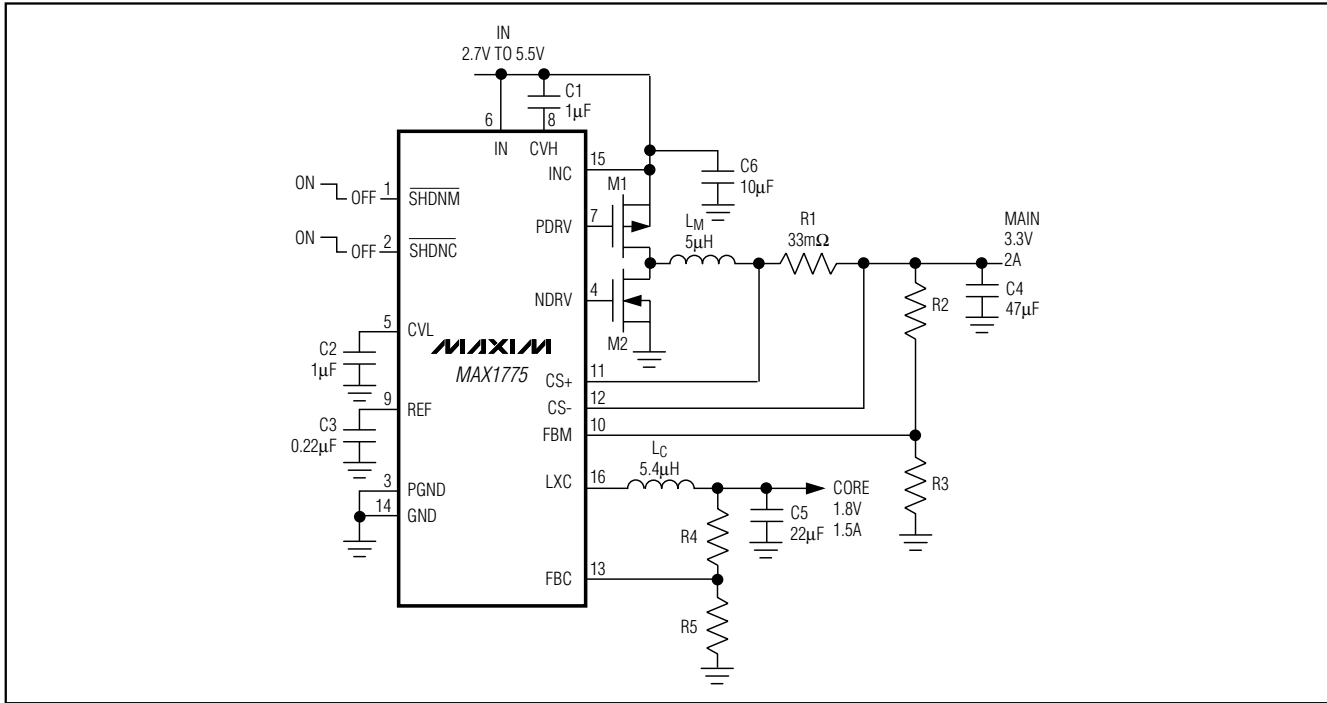 IN
2.7V TO 5.5V
C1
1µF
6
8
IN
CVH
15
INC
C6
10µF
ON
OFF
1
SHDNM
M1
7
PDRV
LM
5µH
R1
33mΩ
MAIN
3.3V
2A
ON
OFF
2
SHDNC
4
NDRV
M2
R2
C4
47µF
5
CVL
C2
1µF
MAXIM
MAX1775
11
CS+
12
CS-
9
REF
C3
0.22µF
10
FBM
LC
5.4µH
16
LXC
R3
3
PGND
14
GND
CORE
1.8V
1.5A
C5
22µF
R4
13
FBC
R5